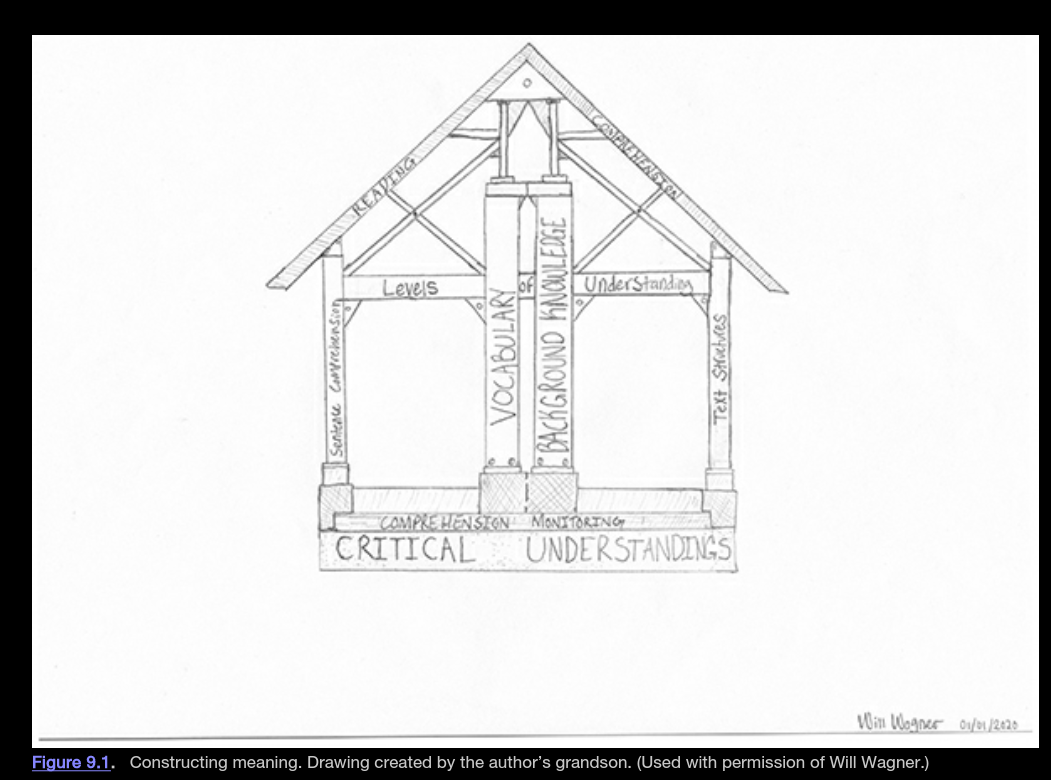 READING
COMPREHENSION
Levels of Understanding
Sentence Comprehension
VOCABULARY
BACKGROUND KNOWLEDGE
Text Structures
COMPREHENSION MONITORING
CRITICAL UNDERSTANDINGS
Will Wagner 01/01/2020
Figure 9.1. Constructing meaning. Drawing created by the author's grandson. (Used with permission of Will Wagner.)